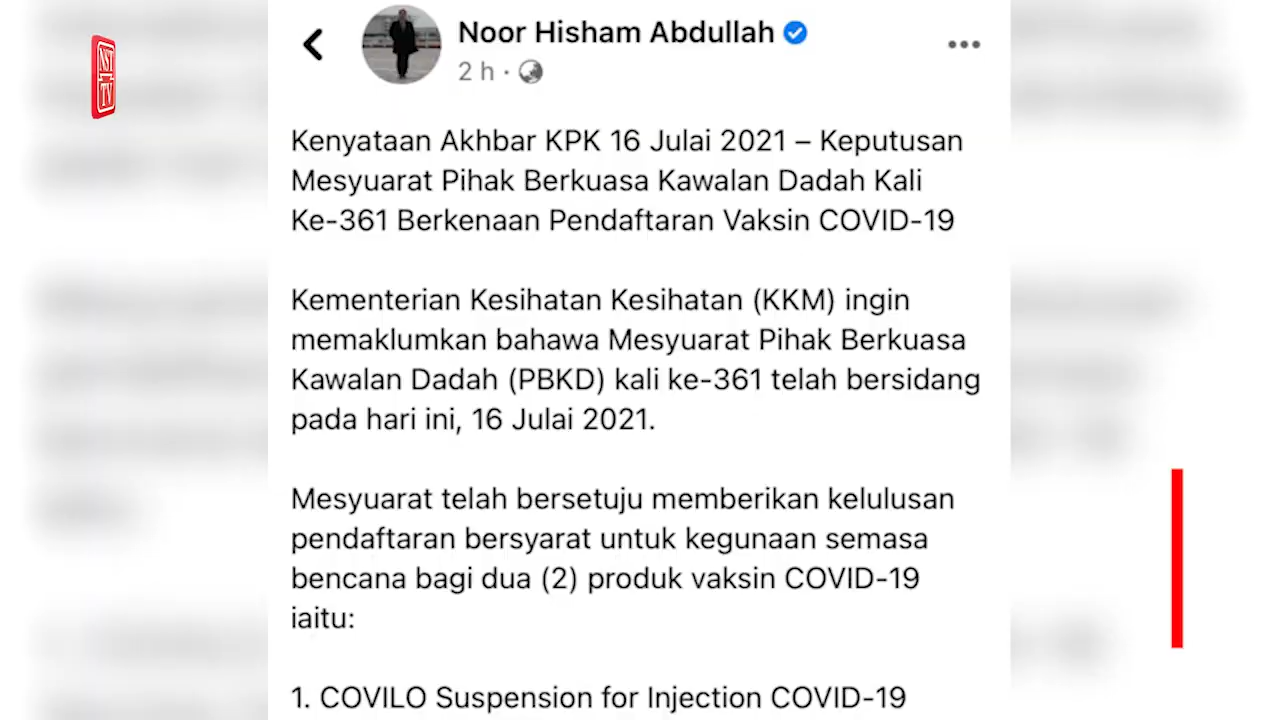 NST
TV
Noor Hisham Abdullah
2 h ·
Kenyataan Akhbar KPK 16 Julai 2021 – Keputusan
Mesyuarat Pihak Berkuasa Kawalan Dadah Kali
Ke-361 Berkenaan Pendaftaran Vaksin COVID-19
Kementerian Kesihatan Kesihatan (KKM) ingin
memaklumkan bahawa Mesyuarat Pihak Berkuasa
Kawalan Dadah (PBKD) kali ke-361 telah bersidang
pada hari ini, 16 Julai 2021.
Mesyuarat telah bersetuju memberikan kelulusan
pendaftaran bersyarat untuk kegunaan semasa
bencana bagi dua (2) produk vaksin COVID-19
iaitu:
1. COVILO Suspension for Injection COVID-19